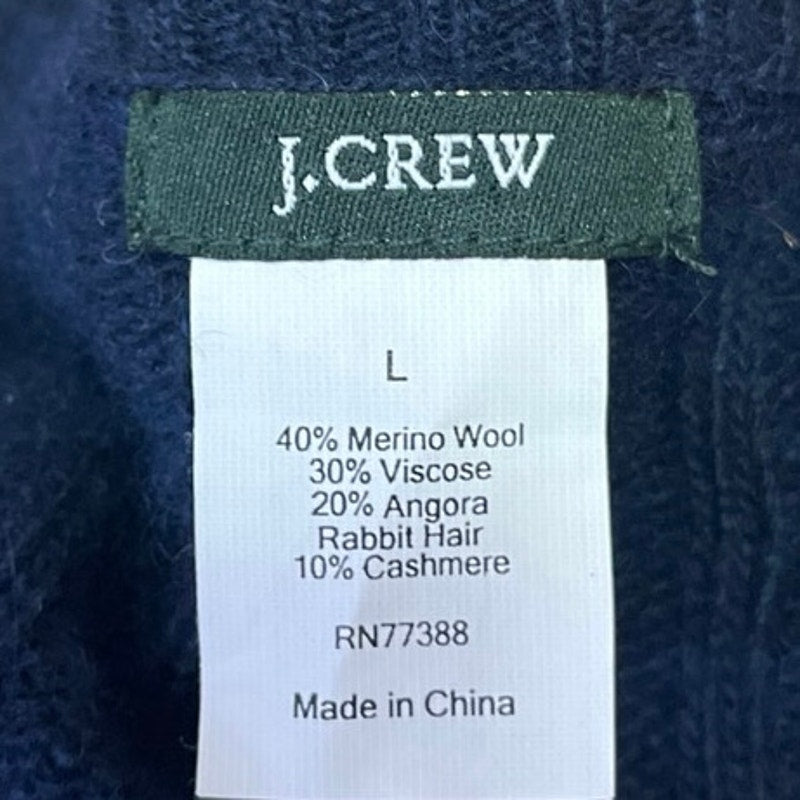 J.CREW
L
40% Merino Wool
30% Viscose
20% Angora
Rabbit Hair
10% Cashmere
RN77388
Made in China